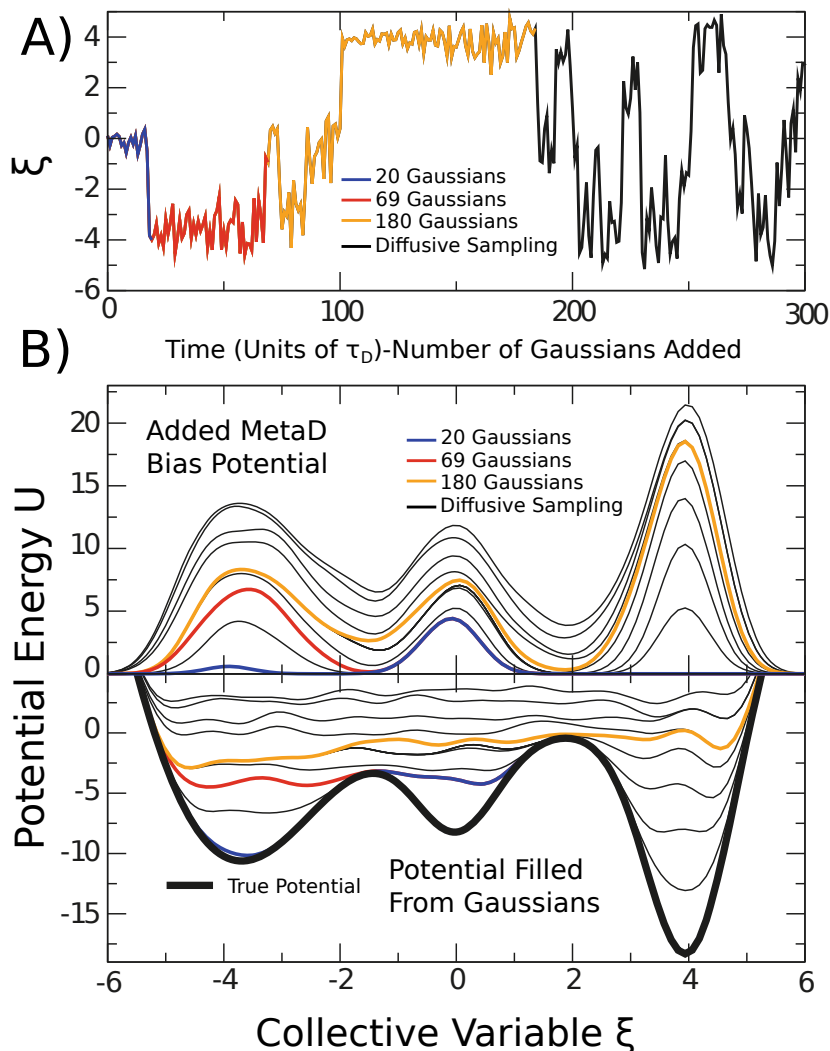 A)
ξ
4
2
0
-2
-4
-6
20 Gaussians
69 Gaussians
180 Gaussians
Diffusive Sampling
0
100
200
300
Time (Units of τD)-Number of Gaussians Added
B)
Potential Energy U
20
15
10
5
0
Added MetaD
Bias Potential
20 Gaussians
69 Gaussians
180 Gaussians
Diffusive Sampling
0
-5
-10
-15
True Potential
Potential Filled
From Gaussians
-6
-4
-2
0
2
4
6
Collective Variable ξ